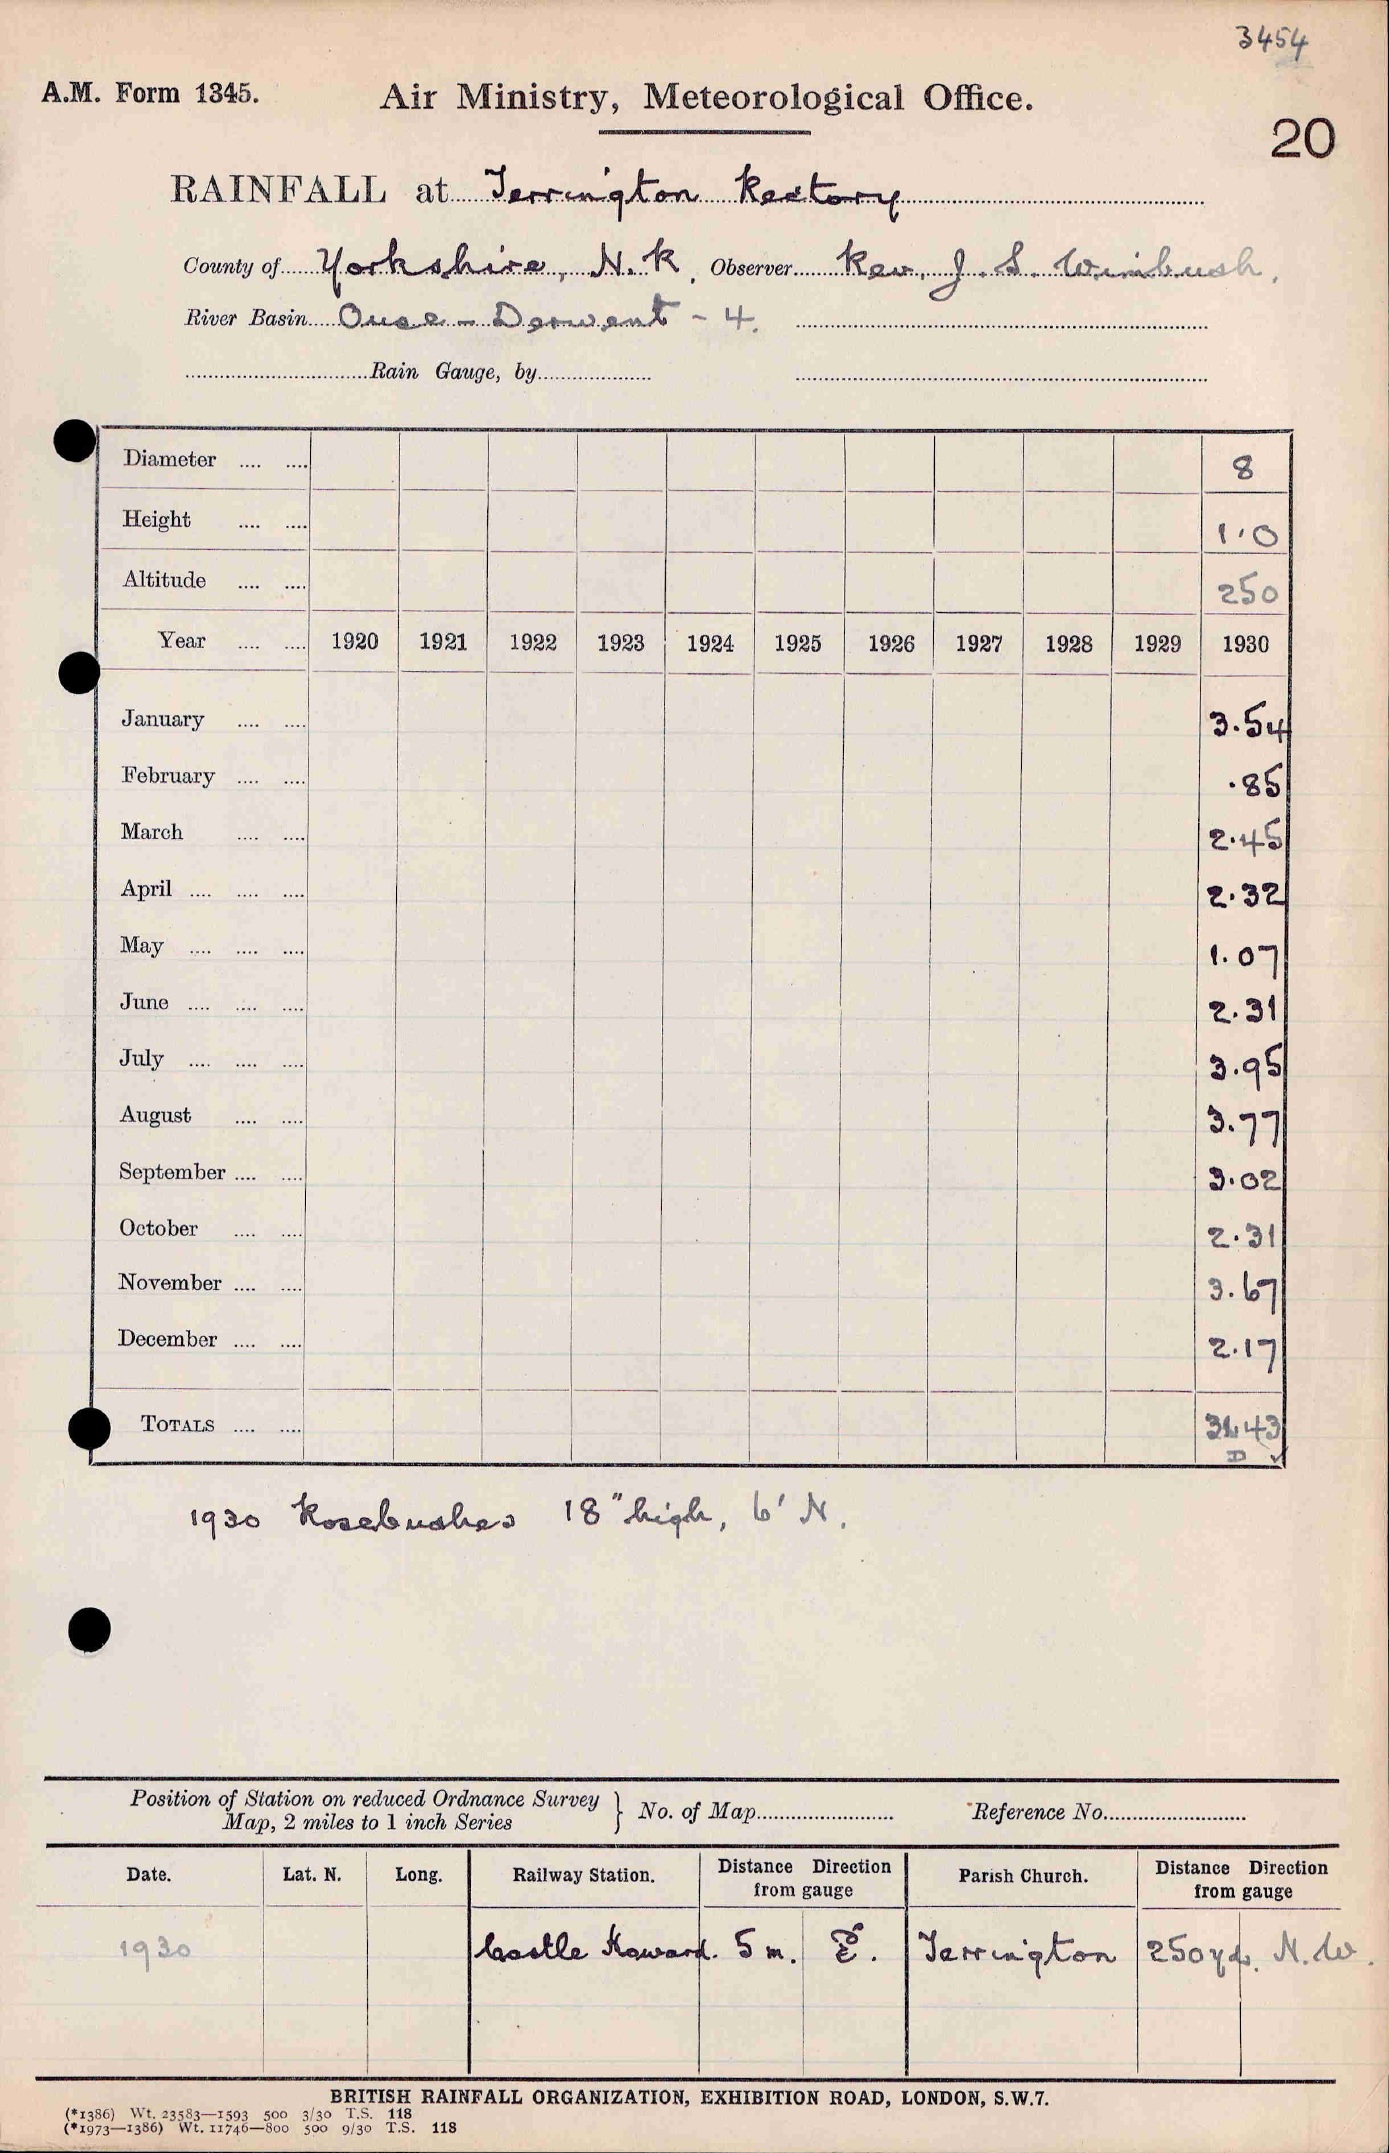 3454
A.M. Form 1345.
Air Ministry, Meteorological Office.
20
RAINFALL at Terrington Rectory
County of Yorkshire, N.R. Observer Rev. J. S. Wimbush.
River Basin Ouse - Derwent - 4.
Rain Gauge, by
Diameter .... .... 8
Height .... .... 1.0
Altitude .... .... 250
Year .... .... 1920 1921 1922 1923 1924 1925 1926 1927 1928 1929 1930
January .... .... 3.54
February .... .... .85
March .... .... 2.45
April .... .... .... 2.32
May .... .... .... 1.07
June .... .... .... 2.31
July .... .... .... 3.95
August .... .... 3.77
September .... .... 3.02
October .... .... 2.31
November .... .... 3.67
December .... .... 2.17
TOTALS .... .... 31.43
D ✓
1930 Rosebushes 18" high, 6' N.
Position of Station on reduced Ordnance Survey
Map, 2 miles to 1 inch Series } No. of Map.......... Reference No..........
Date. Lat. N. Long. Railway Station. Distance Direction from gauge Parish Church. Distance Direction from gauge
1930 Castle Howard. 5 m. E. Terrington 250 yds. N.W.
BRITISH RAINFALL ORGANIZATION, EXHIBITION ROAD, LONDON, S.W.7.
(*1386) Wt. 23583—1593 500 3/30 T.S. 118
(*1973—1386) Wt. 11746—800 500 9/30 T.S. 118